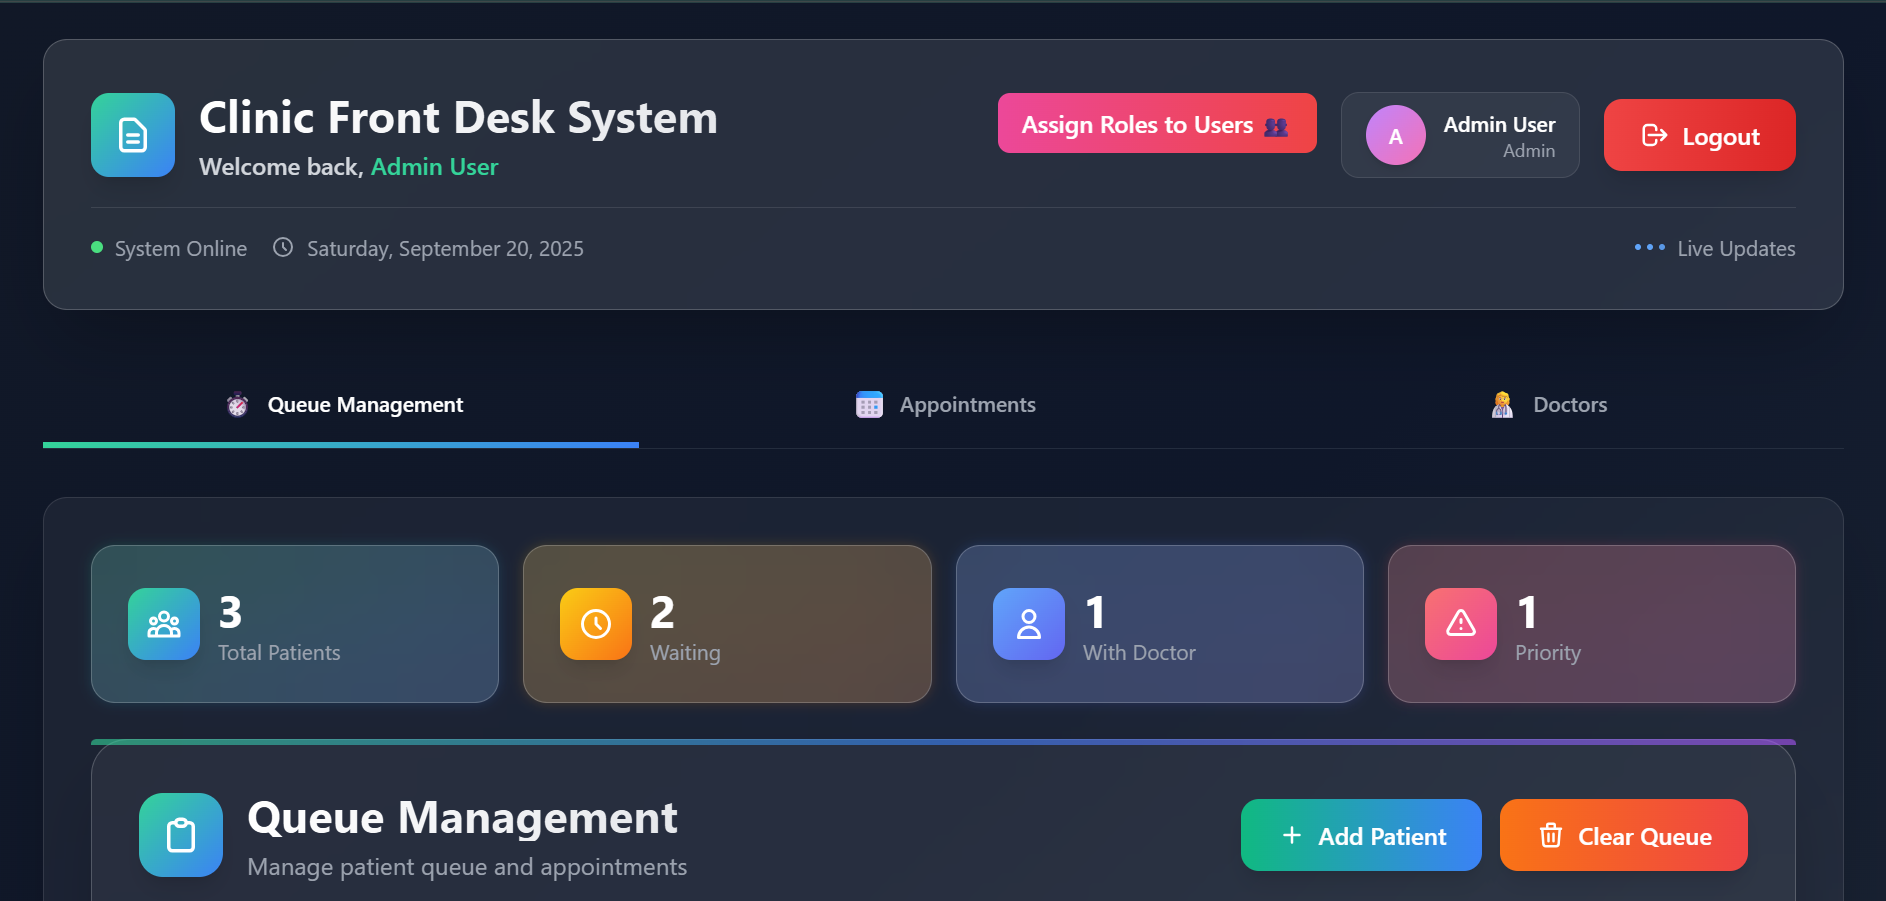 Clinic Front Desk System
Welcome back, Admin User
Assign Roles to Users
A
Admin User
Admin
Logout
System Online
Saturday, September 20, 2025
Live Updates
Queue Management
Appointments
Doctors
3
Total Patients
2
Waiting
1
With Doctor
1
Priority
Queue Management
Manage patient queue and appointments
+ Add Patient
Clear Queue